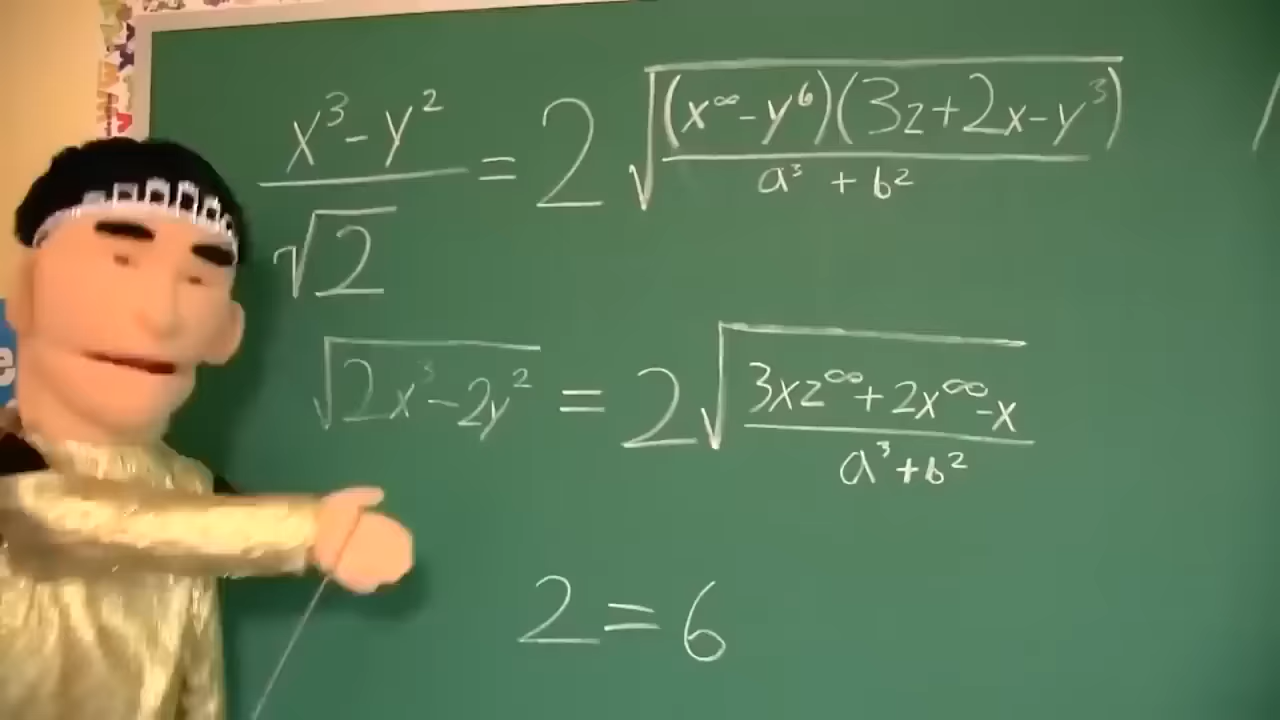 (x³ - y²)/√2 = 2 √((x^∞ - y⁶)(3z + 2x - y³)/(a³ + b²))
√(2x³ - 2y²) = 2 √((3xz^∞ + 2x^∞ - x)/(a³ + b²))
2 = 6
e